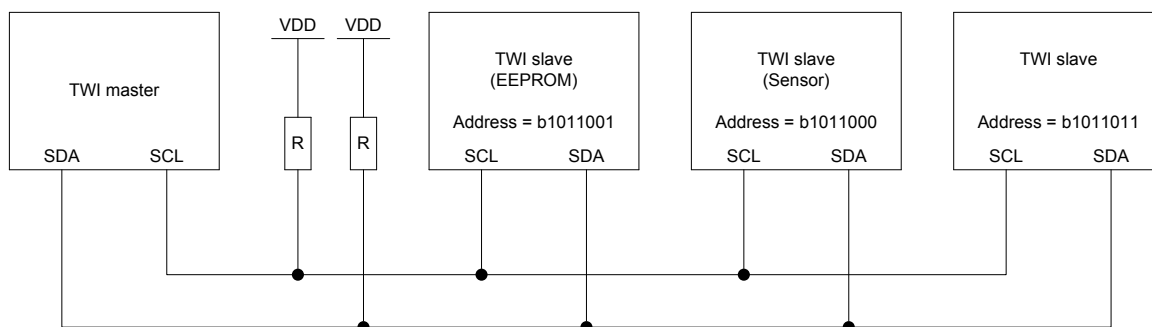 VDD
VDD
TWI master
SDA
SCL
R
R
TWI slave
(EEPROM)
Address = b1011001
SCL
SDA
TWI slave
(Sensor)
Address = b1011000
SCL
SDA
TWI slave
Address = b1011011
SCL
SDA